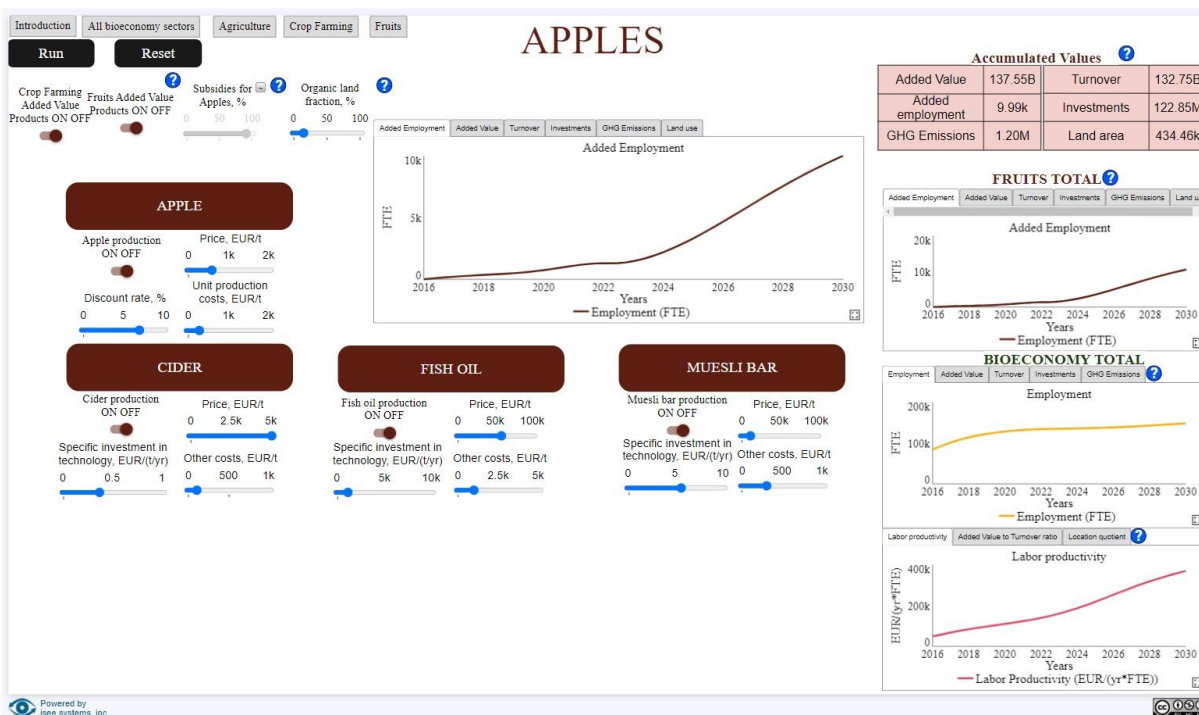 Introduction
All bioeconomy sectors
Agriculture
Crop Farming
Fruits
Run
Reset
APPLES
Crop Farming
Added Value
Products ON OFF
Fruits Added Value
Products ON OFF
?
Subsidies for
Apples, %
~
?
0 50 100
Organic land
fraction, %
?
0 50 100
Accumulated Values
?
Added Value 137.55B Turnover 132.75B
Added employment 9.99k Investments 122.85M
GHG Emissions 1.20M Land area 434.46k
Added Employment Added Value Turnover Investments GHG Emissions Land use
Added Employment
10k
5k
0
FTE
2016 2018 2020 2022 2024 2026 2028 2030
Years
Employment (FTE)
APPLE
Apple production
ON OFF
Price, EUR/t
0 1k 2k
Discount rate, %
0 5 10
Unit production
costs, EUR/t
0 1k 2k
CIDER
Cider production
ON OFF
Price, EUR/t
0 2.5k 5k
Specific investment in
technology, EUR/(t/yr)
0 0.5 1
Other costs, EUR/t
0 500 1k
FISH OIL
Fish oil production
ON OFF
Price, EUR/t
0 50k 100k
Specific investment in
technology, EUR/(t/yr)
0 5k 10k
Other costs, EUR/t
0 2.5k 5k
MUESLI BAR
Muesli bar production
ON OFF
Price, EUR/t
0 50k 100k
Specific investment in
technology, EUR/(t/yr)
0 5 10
Other costs, EUR/t
0 500 1k
FRUITS TOTAL
?
Added Employment Added Value Turnover Investments GHG Emissions Land u
Added Employment
20k
10k
0
FTE
2016 2018 2020 2022 2024 2026 2028 2030
Years
Employment (FTE)
BIOECONOMY TOTAL
Employment Added Value Turnover Investments GHG Emissions
?
Employment
200k
100k
0
FTE
2016 2018 2020 2022 2024 2026 2028 2030
Years
Employment (FTE)
Labor productivity Added Value to Turnover ratio Location quotient
?
Labor productivity
400k
200k
0
EUR/(yr*FTE)
2016 2018 2020 2022 2024 2026 2028 2030
Years
Labor Productivity (EUR/(yr*FTE))
Powered by
isee systems, inc.
cc